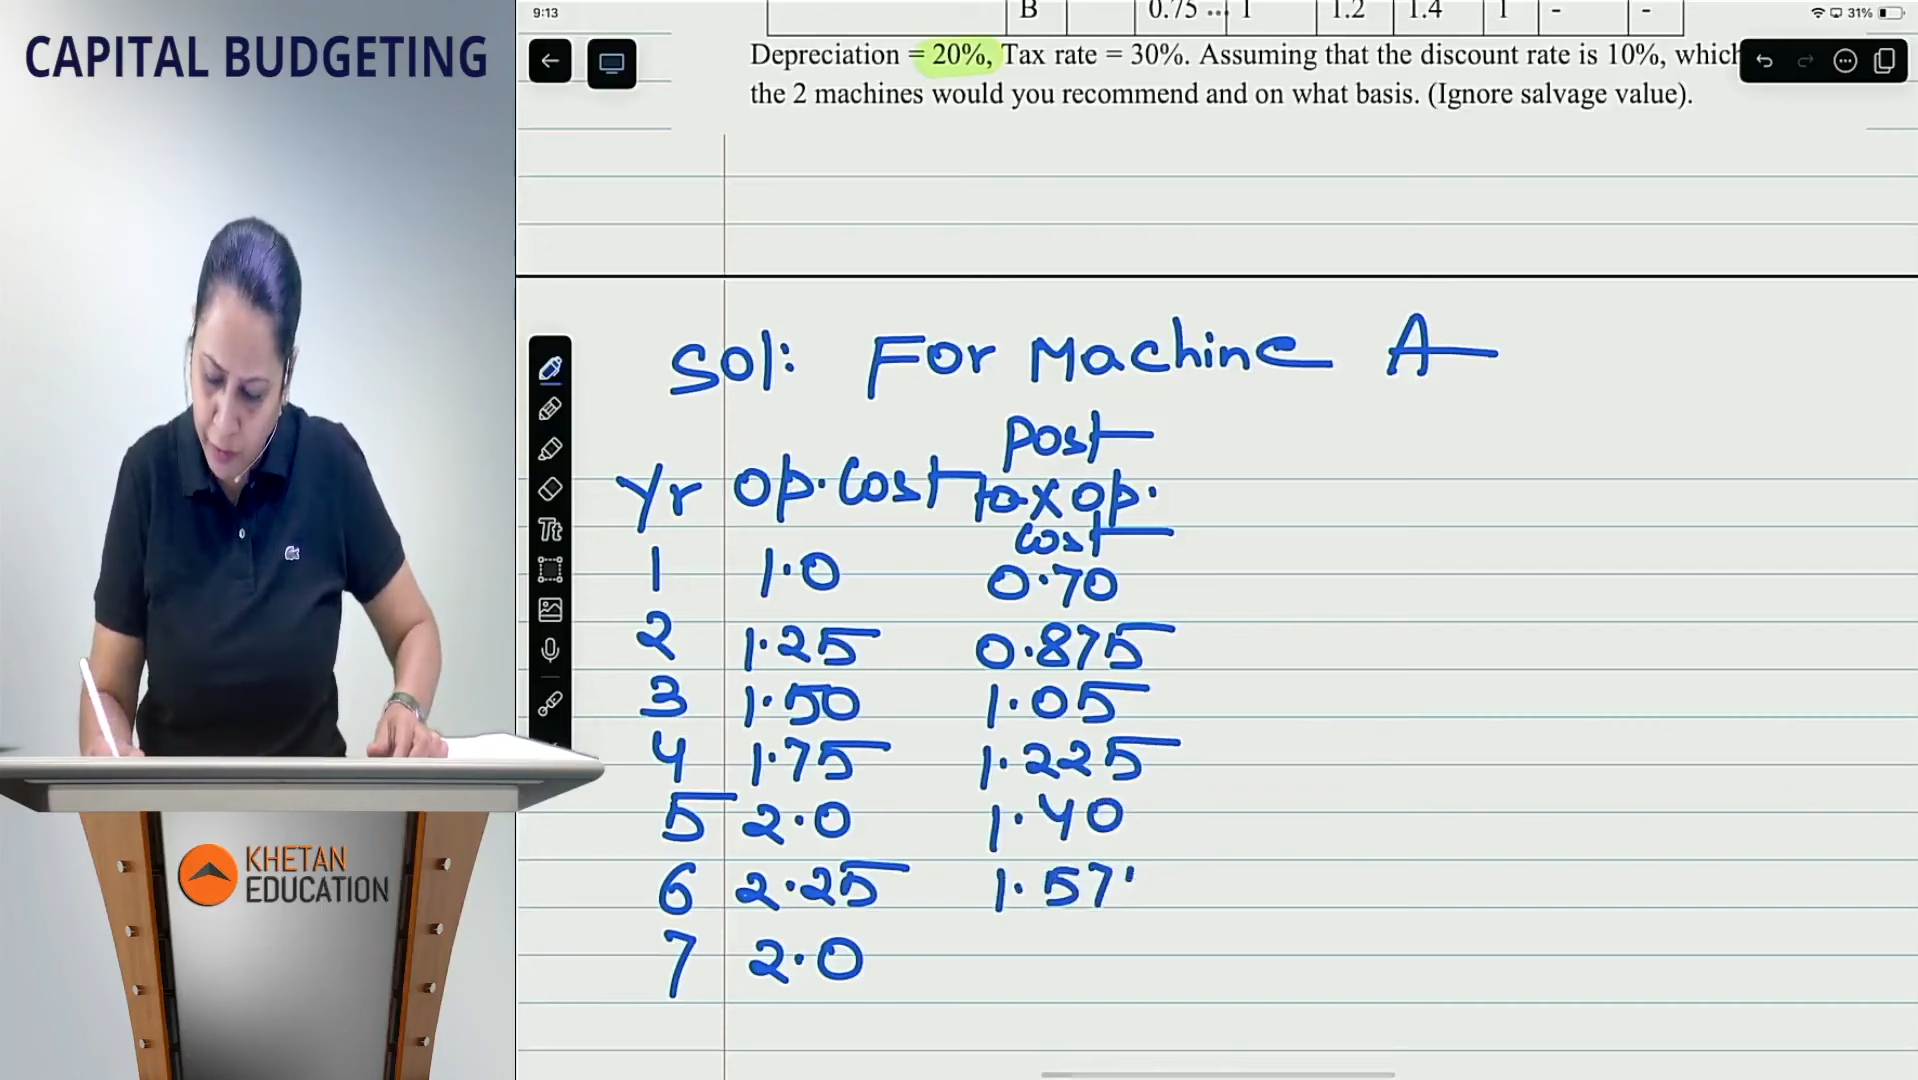 CAPITAL BUDGETING
9:13
31%
B 0.75 ... 1 1.2 1.4 1 - -
Depreciation = 20%, Tax rate = 30%. Assuming that the discount rate is 10%, which
the 2 machines would you recommend and on what basis. (Ignore salvage value).
Sol: For Machine A
Yr Op. Cost Post tax Op. Cost
1 1.0 0.70
2 1.25 0.875
3 1.50 1.05
4 1.75 1.225
5 2.0 1.40
6 2.25 1.57
7 2.0
Tt
KHETAN
EDUCATION